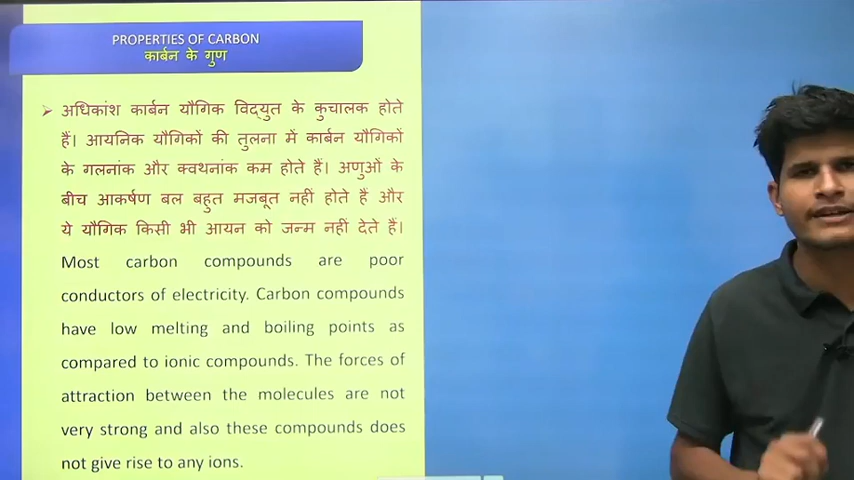 PROPERTIES OF CARBON
कार्बन के गुण
➢ अधिकांश कार्बन यौगिक विद्युत के कुचालक होते
हैं। आयनिक यौगिकों की तुलना में कार्बन यौगिकों
के गलनांक और क्वथनांक कम होते हैं। अणुओं के
बीच आकर्षण बल बहुत मजबूत नहीं होते हैं और
ये यौगिक किसी भी आयन को जन्म नहीं देते हैं।
Most carbon compounds are poor
conductors of electricity. Carbon compounds
have low melting and boiling points as
compared to ionic compounds. The forces of
attraction between the molecules are not
very strong and also these compounds does
not give rise to any ions.